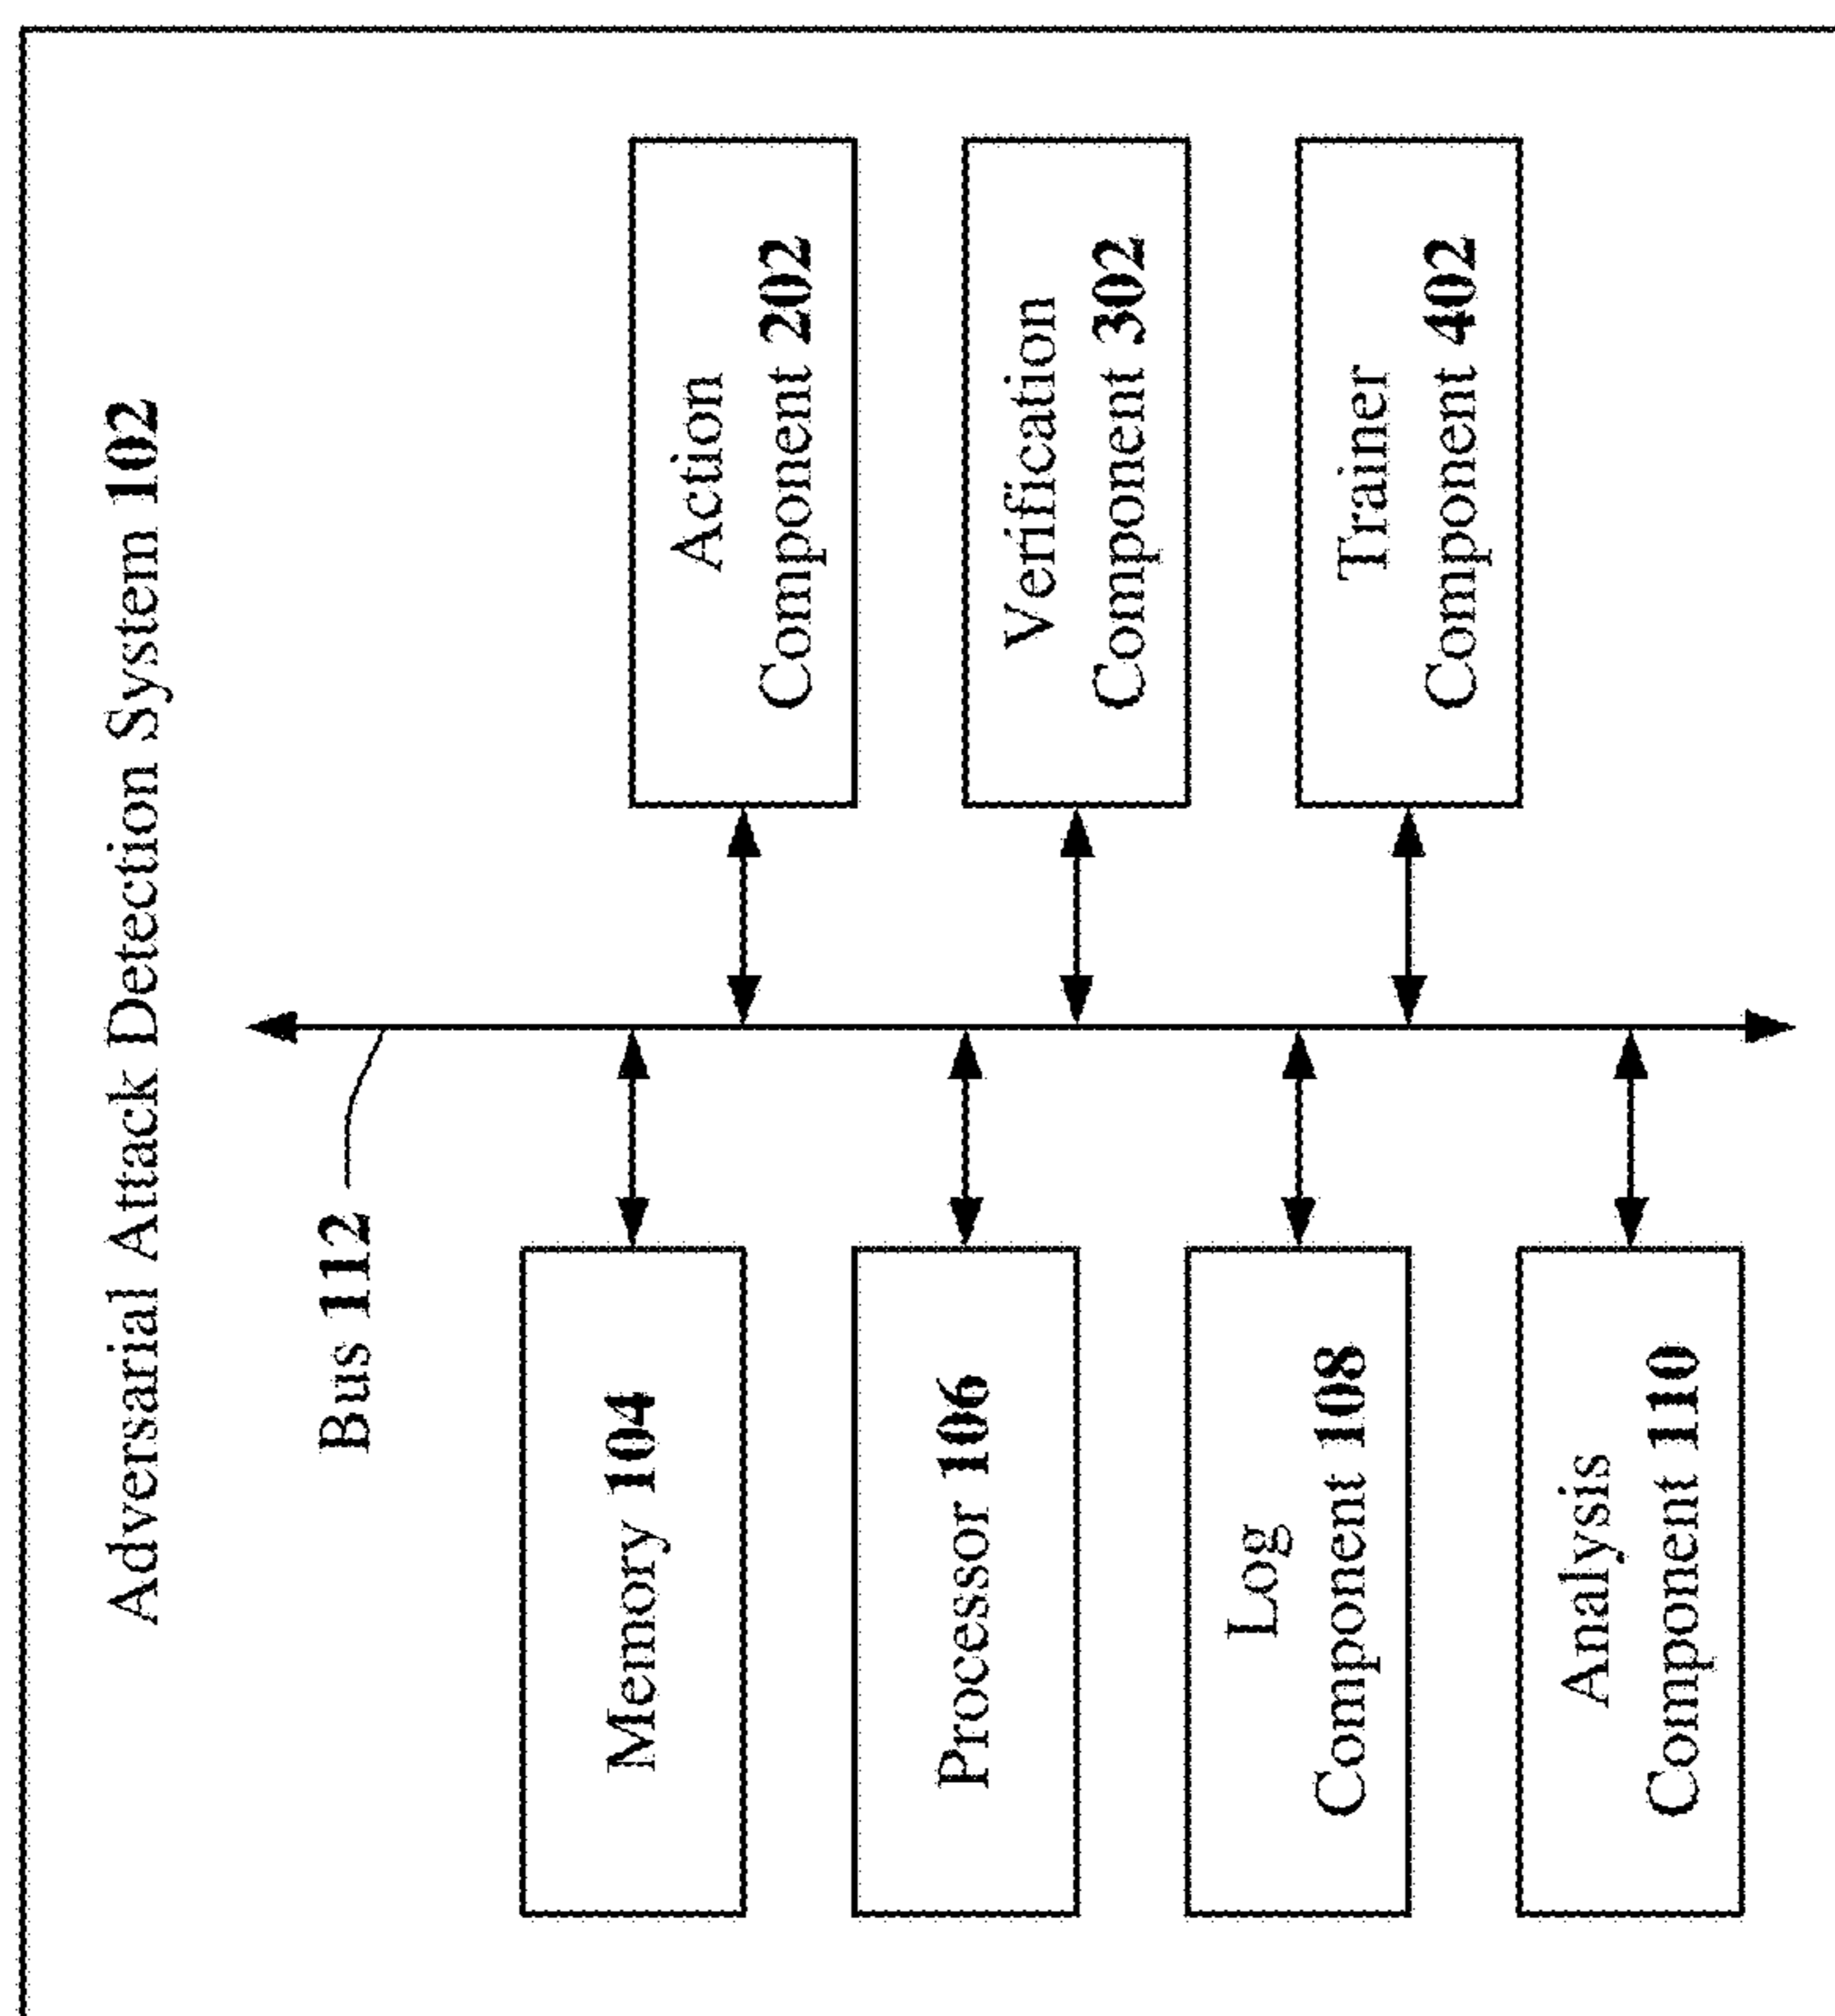 Adversarial Attack Detection System 102
Bus 112
Memory 104
Processor 106
Log
Component 108
Analysis
Component 110
Action
Component 202
Verification
Component 302
Trainer
Component 402